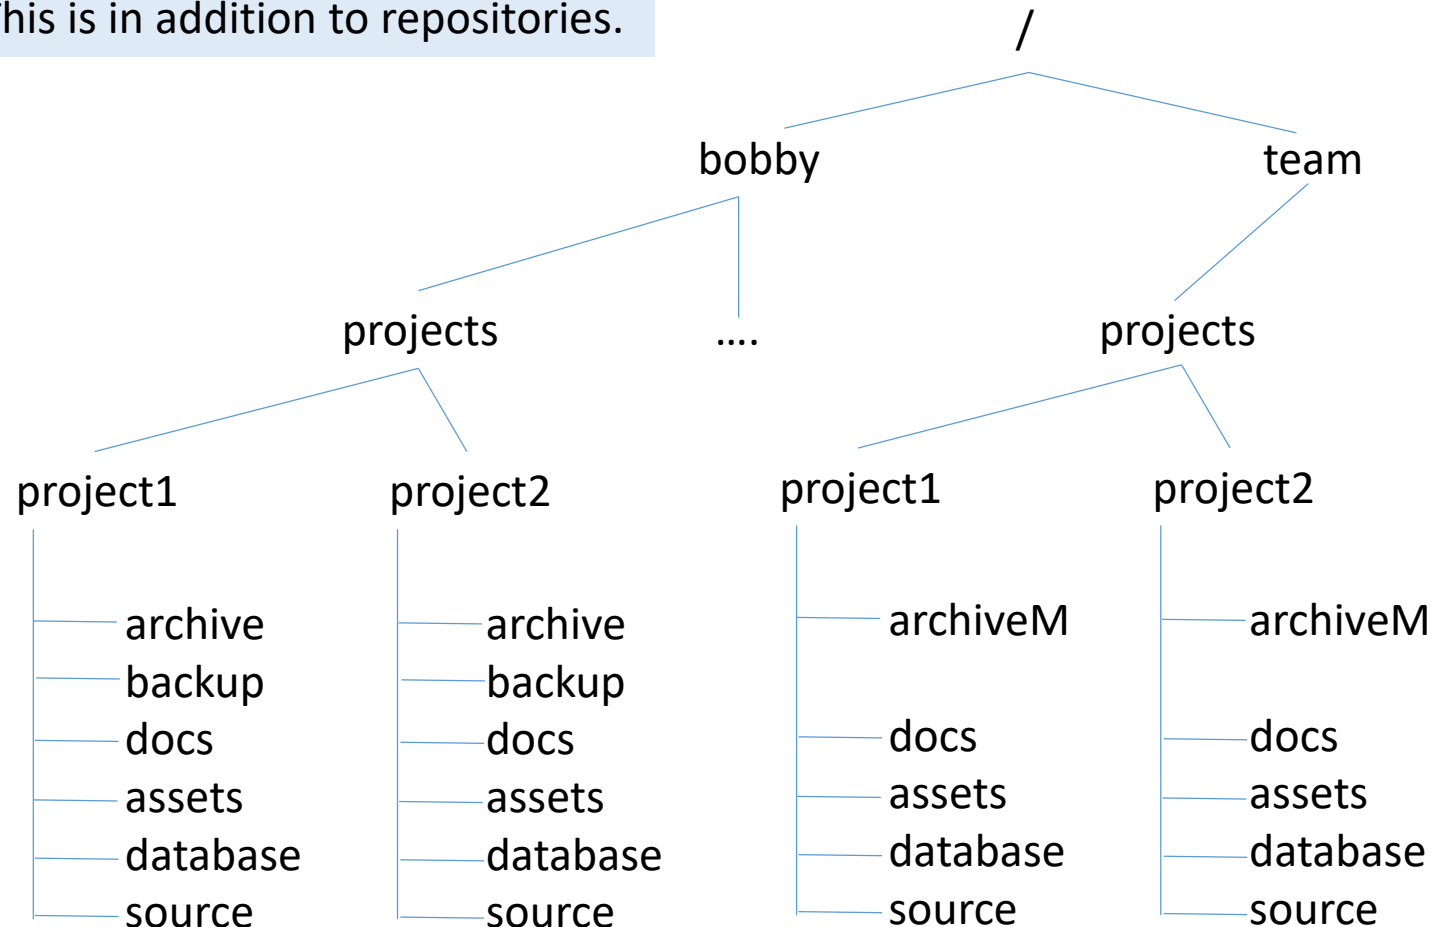 This is in addition to repositories.
/
bobby team
projects .... projects
project1 project2 project1 project2
archive archive archiveM archiveM
backup backup
docs docs docs docs
assets assets assets assets
database database database database
source source source source